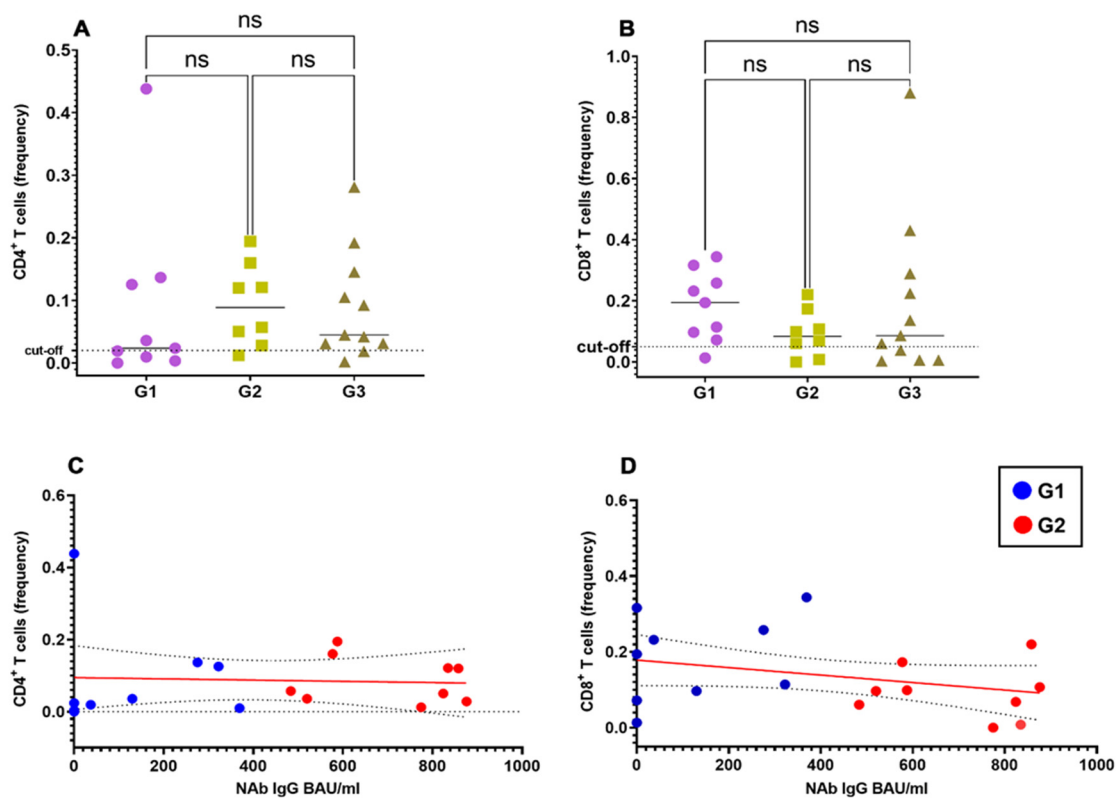 A
ns
ns
ns
CD4+ T cells (frequency)
0.5
0.4
0.3
0.2
0.1
cut-off
0.0
G1
G2
G3
B
ns
ns
ns
CD8+ T cells (frequency)
1.0
0.8
0.6
0.4
0.2
cut-off
0.0
G1
G2
G3
C
CD4+ T cells (frequency)
0.6
0.4
0.2
0.0
0
200
400
600
800
1000
NAb IgG BAU/ml
D
CD8+ T cells (frequency)
0.6
0.4
0.2
0.0
0
200
400
600
800
1000
NAb IgG BAU/ml
G1
G2